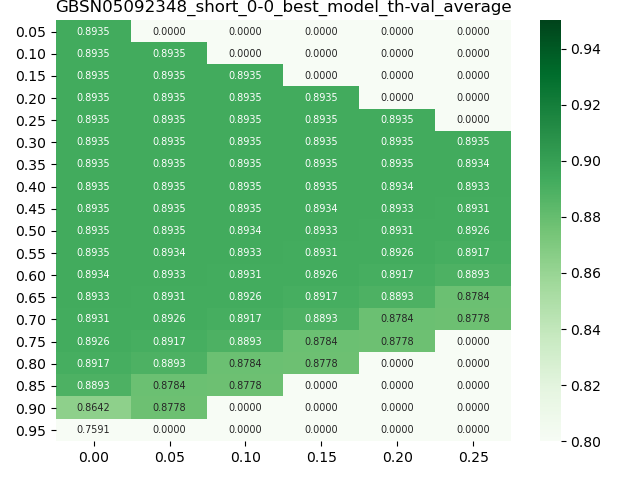 GBSN05092348_short_0-0_best_model_th-val_average
0.05 0.8935 0.0000 0.0000 0.0000 0.0000 0.0000
0.10 0.8935 0.8935 0.0000 0.0000 0.0000 0.0000
0.15 0.8935 0.8935 0.8935 0.0000 0.0000 0.0000
0.20 0.8935 0.8935 0.8935 0.8935 0.0000 0.0000
0.25 0.8935 0.8935 0.8935 0.8935 0.8935 0.0000
0.30 0.8935 0.8935 0.8935 0.8935 0.8935 0.8935
0.35 0.8935 0.8935 0.8935 0.8935 0.8935 0.8934
0.40 0.8935 0.8935 0.8935 0.8935 0.8934 0.8933
0.45 0.8935 0.8935 0.8935 0.8934 0.8933 0.8931
0.50 0.8935 0.8935 0.8934 0.8933 0.8931 0.8926
0.55 0.8935 0.8934 0.8933 0.8931 0.8926 0.8917
0.60 0.8934 0.8933 0.8931 0.8926 0.8917 0.8893
0.65 0.8933 0.8931 0.8926 0.8917 0.8893 0.8784
0.70 0.8931 0.8926 0.8917 0.8893 0.8784 0.8778
0.75 0.8926 0.8917 0.8893 0.8784 0.8778 0.0000
0.80 0.8917 0.8893 0.8784 0.8778 0.0000 0.0000
0.85 0.8893 0.8784 0.8778 0.0000 0.0000 0.0000
0.90 0.8642 0.8778 0.0000 0.0000 0.0000 0.0000
0.95 0.7591 0.0000 0.0000 0.0000 0.0000 0.0000
0.00 0.05 0.10 0.15 0.20 0.25
0.94
0.92
0.90
0.88
0.86
0.84
0.82
0.80